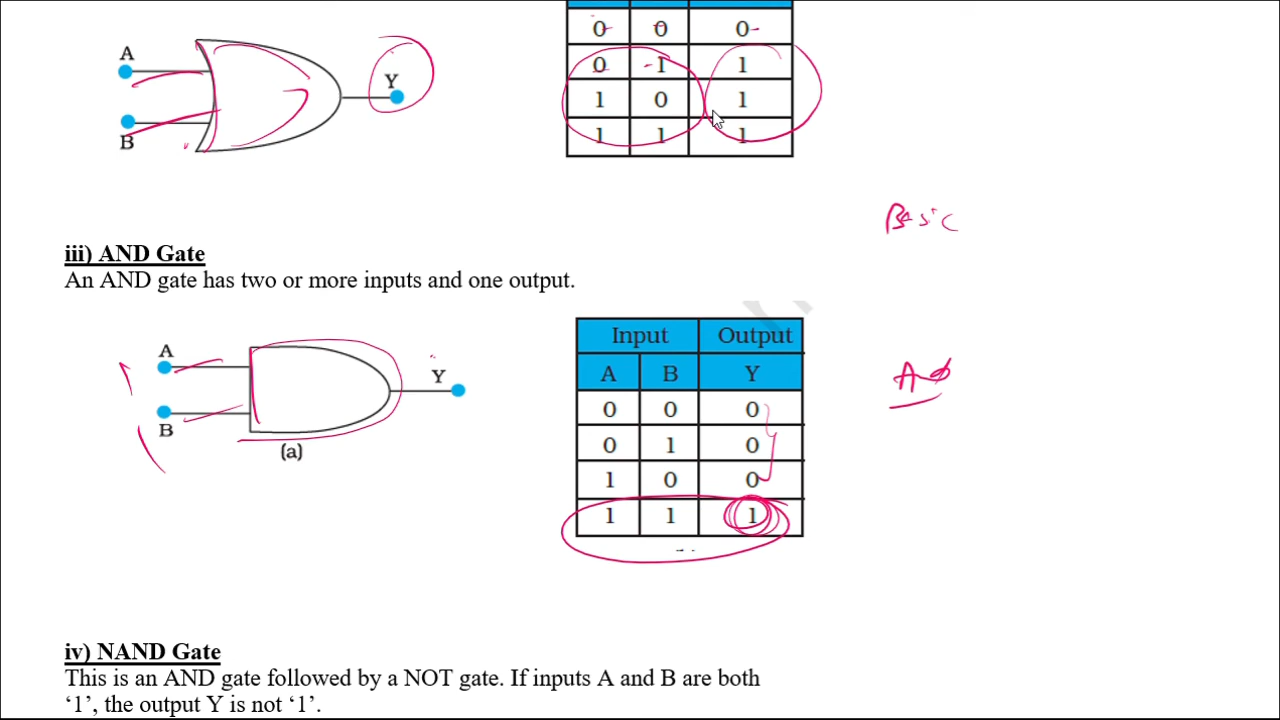 0 0 0
A 0 1 1
Y
1 0 1
B 1 1 1
Basic
iii) AND Gate
An AND gate has two or more inputs and one output.
Input Output
A A B Y
Y
0 0 0
B 0 1 0
(a)
1 0 0
1 1 1
iv) NAND Gate
This is an AND gate followed by a NOT gate. If inputs A and B are both
‘1’, the output Y is not ‘1’.